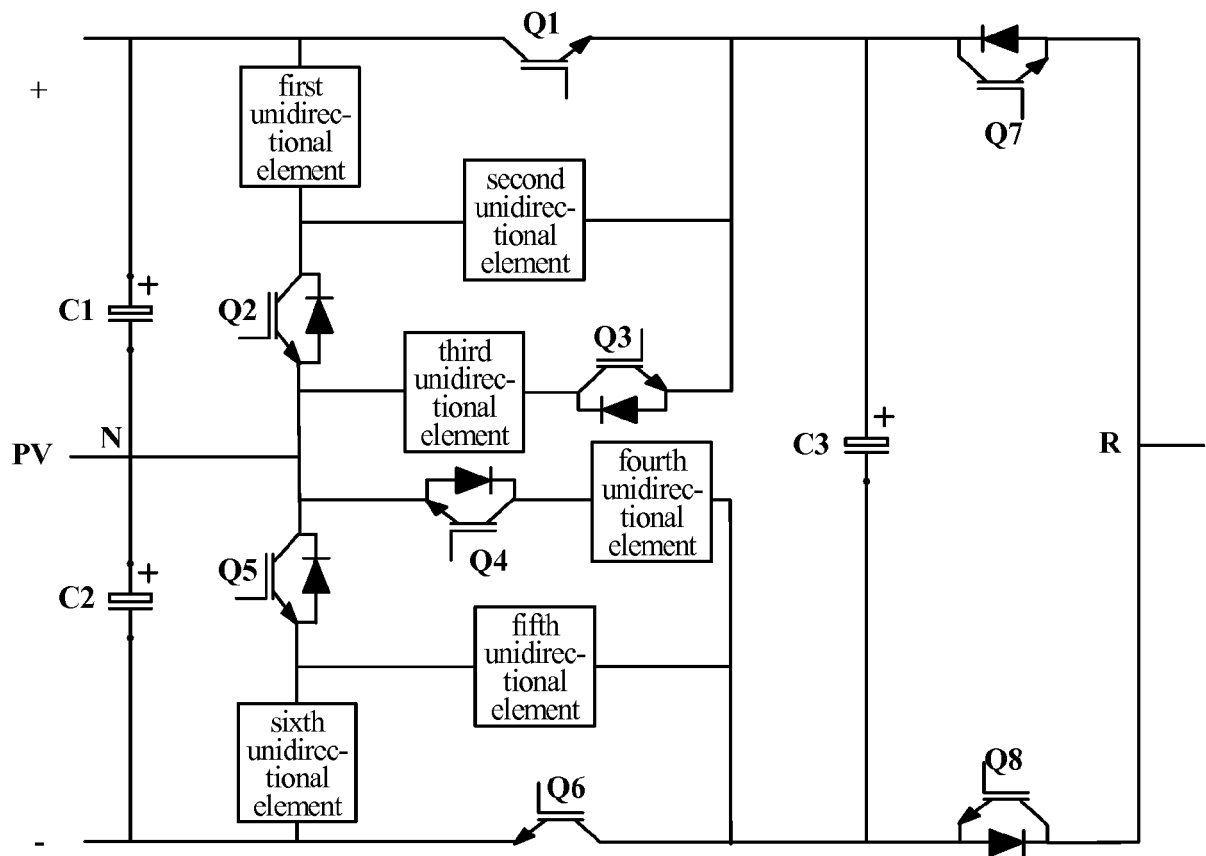 Q1
+
first
unidirec-
tional
element
Q7
second
unidirec-
tional
element
+
C1
Q2
Q3
third
unidirec-
tional
element
+
PV
N
C3
R
fourth
unidirec-
tional
element
Q4
Q5
+
C2
fifth
unidirec-
tional
element
sixth
unidirec-
tional
element
Q6
Q8
-